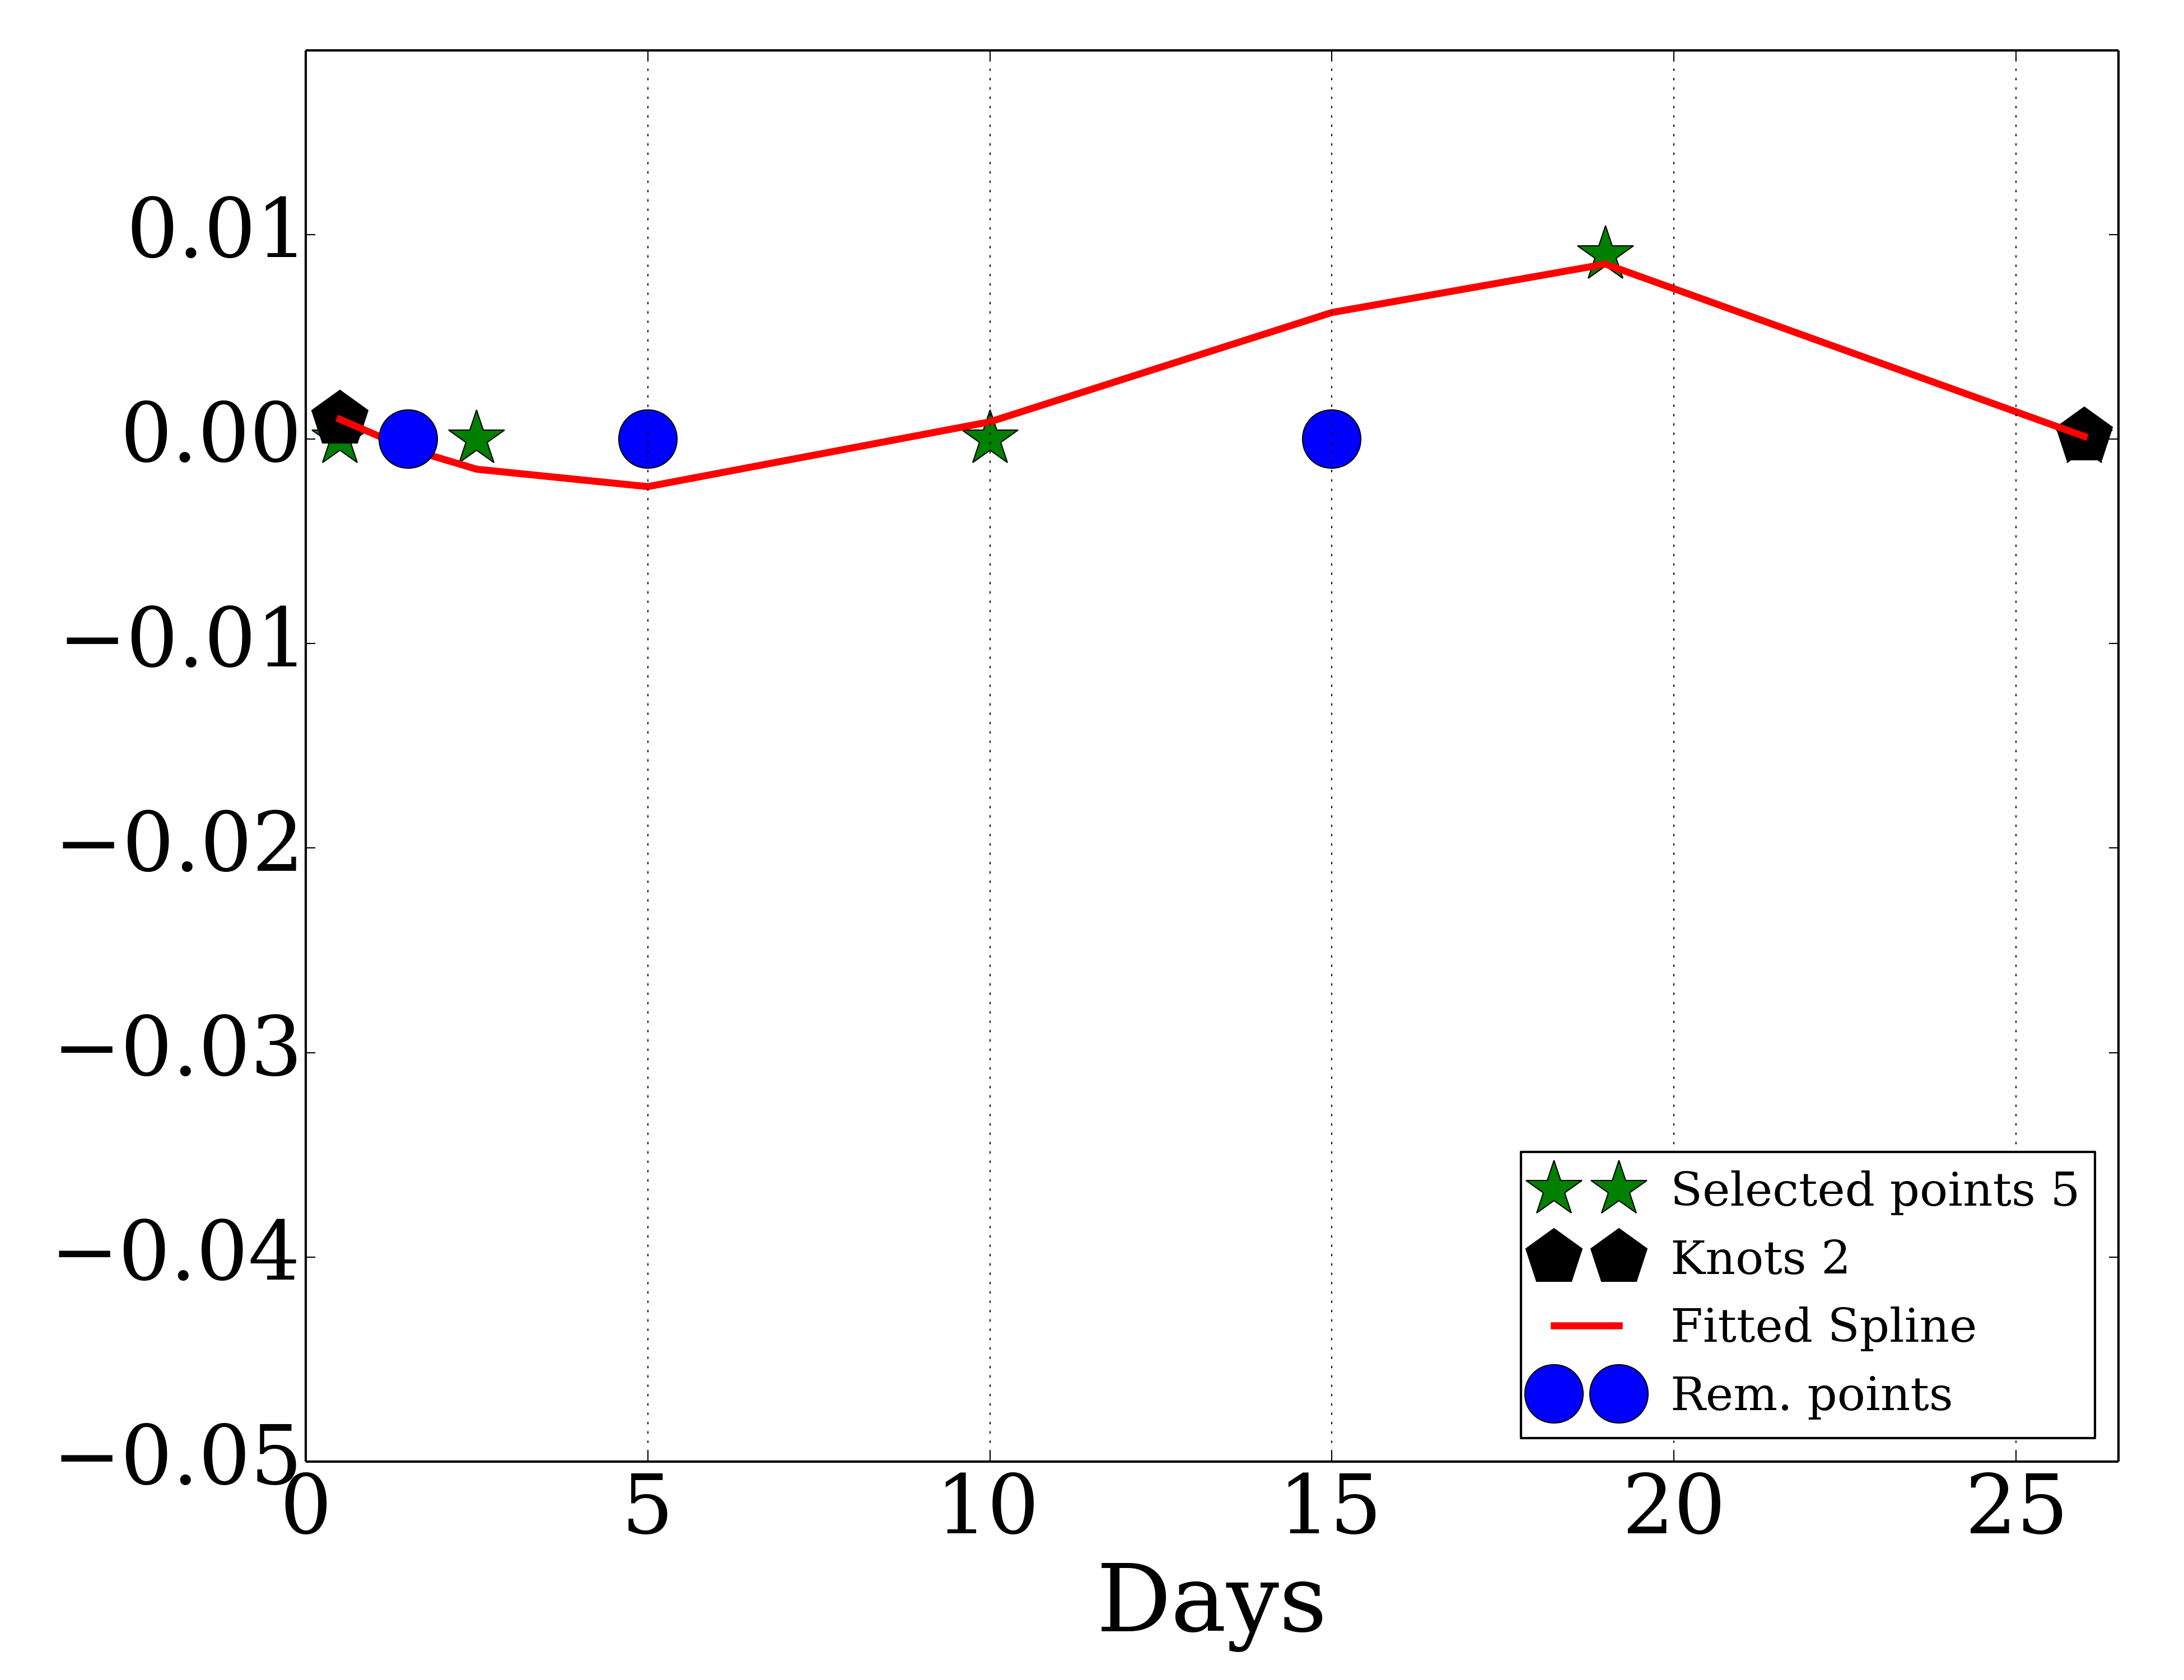 0.01
0.00
−0.01
−0.02
−0.03
−0.04
−0.05
0 5 10 15 20 25
Days
Selected points 5
Knots 2
Fitted Spline
Rem. points